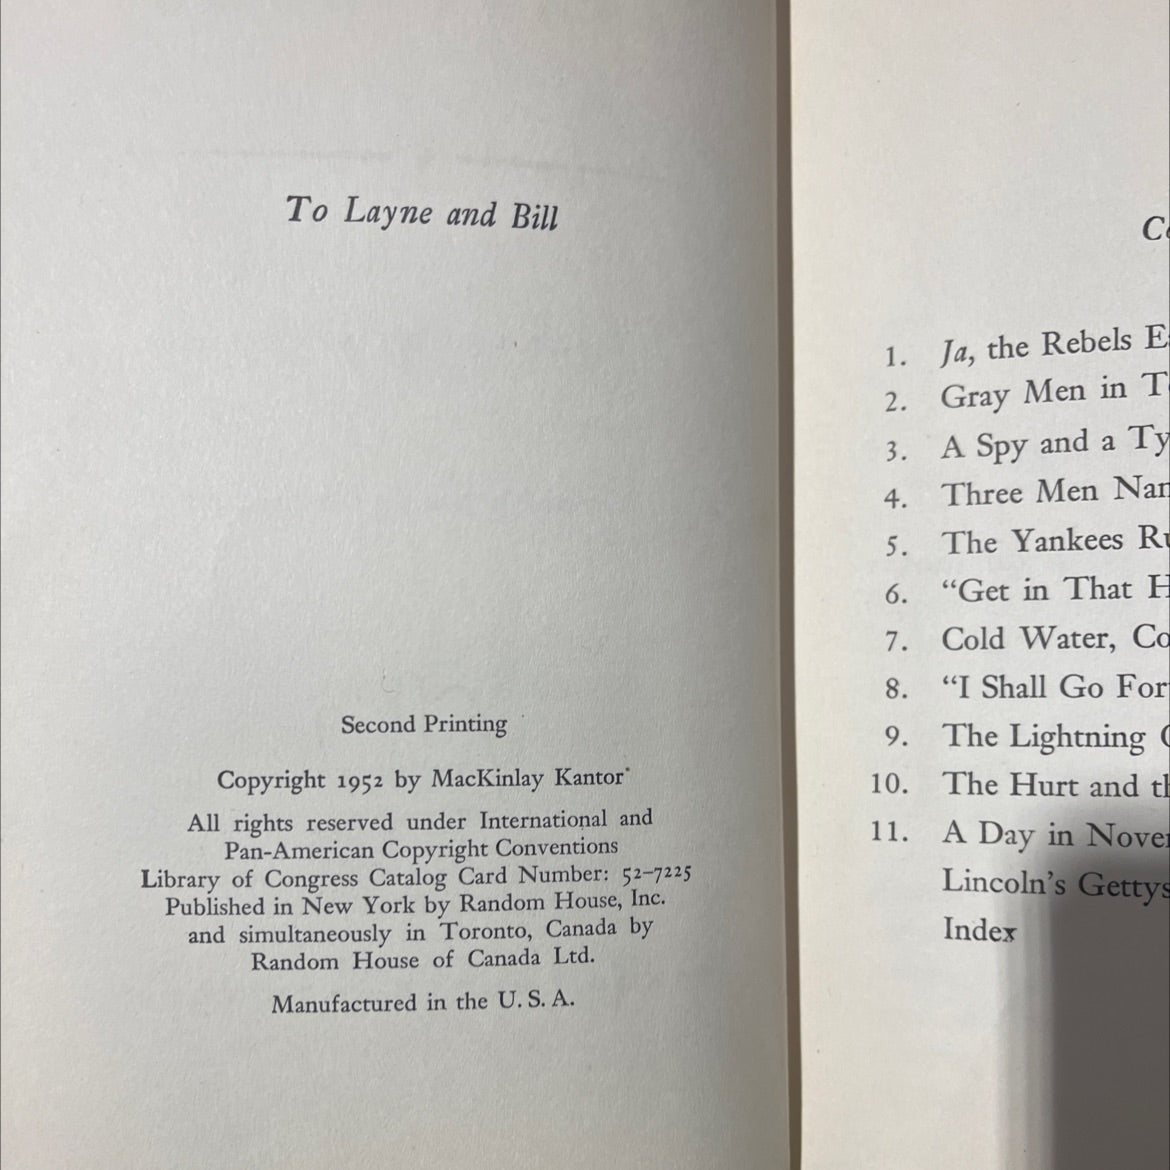 To Layne and Bill
Second Printing
Copyright 1952 by MacKinlay Kantor
All rights reserved under International and
Pan-American Copyright Conventions
Library of Congress Catalog Card Number: 52-7225
Published in New York by Random House, Inc.
and simultaneously in Toronto, Canada by
Random House of Canada Ltd.
Manufactured in the U. S. A.
1. Ja, the Rebels
2. Gray Men in
3. A Spy and a
4. Three Men
5. The Yankees
6. "Get in That
7. Cold Water,
8. "I Shall Go
9. The Lightning
10. The Hurt and
11. A Day in
Lincoln's
Index